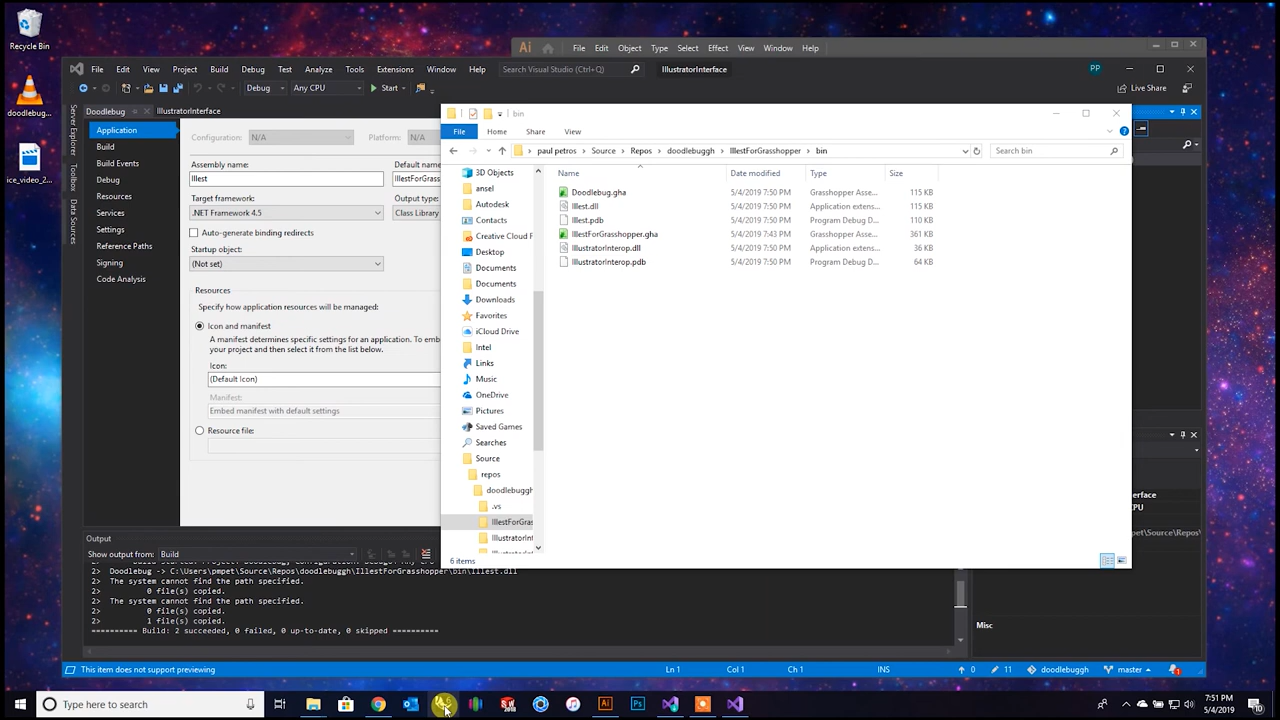 Recycle Bin
doodlebug...
ice_video_2...
Ai File Edit Object Type Select Effect View Window Help
File Edit View Project Build Debug Test Analyze Tools Extensions Window Help Search Visual Studio (Ctrl+Q) IllustratorInterface PP
Debug Any CPU Start Live Share
Server Explorer Toolbox Data Sources
Doodlebug IllustratorInterface
Application
Build
Build Events
Debug
Resources
Services
Settings
Reference Paths
Signing
Code Analysis
Configuration: N/A Platform: N/A
Assembly name: Default name
Illest IllestForGras
Target framework: Output type:
.NET Framework 4.5 Class Library
Auto-generate binding redirects
Startup object:
(Not set)
Resources
Specify how application resources will be managed:
Icon and manifest
A manifest determines specific settings for an application. To emb
your project and then select it from the list below.
Icon:
(Default Icon)
Manifest:
Embed manifest with default settings
Resource file:
bin
File Home Share View
paul petros Source Repos doodlebuggh IllestForGrasshopper bin Search bin
3D Objects
ansel
Autodesk
Contacts
Creative Cloud F
Desktop
Documents
Documents
Downloads
Favorites
iCloud Drive
Intel
Links
Music
OneDrive
Pictures
Saved Games
Searches
Source
repos
doodlebuggh
.vs
IllestForGras
IllustratorInt
Name Date modified Type Size
Doodlebug.gha 5/4/2019 7:50 PM Grasshopper Asse... 115 KB
Illest.dll 5/4/2019 7:50 PM Application extens... 115 KB
Illest.pdb 5/4/2019 7:50 PM Program Debug D... 110 KB
IllestForGrasshopper.gha 5/4/2019 7:43 PM Grasshopper Asse... 361 KB
IllustratorInterop.dll 5/4/2019 7:50 PM Application extens... 36 KB
IllustratorInterop.pdb 5/4/2019 7:50 PM Program Debug D... 64 KB
6 items
erface
CPU
\Source\Repos\
Misc
Output
Show output from: Build
2> Doodlebug -> C:\Users\pmpet\Source\Repos\doodlebuggh\IllestForGrasshopper\bin\Illest.dll
2> The system cannot find the path specified.
2> 0 file(s) copied.
2> The system cannot find the path specified.
2> 0 file(s) copied.
2> 1 file(s) copied.
========== Build: 2 succeeded, 0 failed, 0 up-to-date, 0 skipped ==========
This item does not support previewing Ln 1 Col 1 Ch 1 INS 0 11 doodlebuggh master
Type here to search
7:51 PM
5/4/2019
10